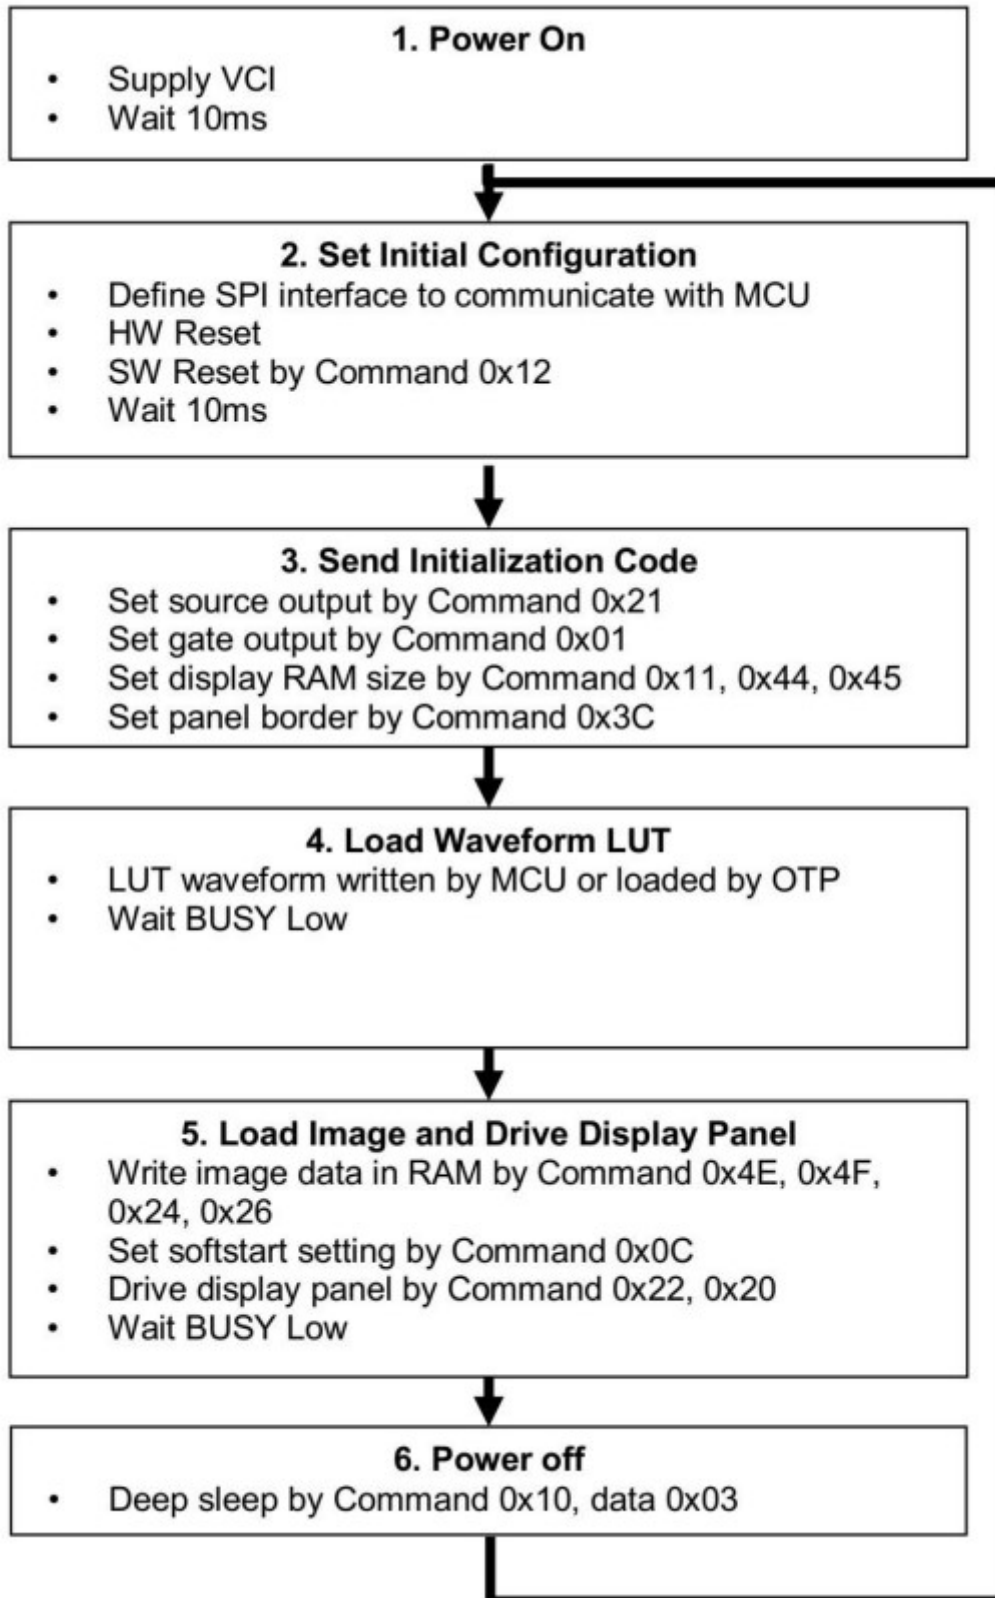 1. Power On
• Supply VCI
• Wait 10ms
2. Set Initial Configuration
• Define SPI interface to communicate with MCU
• HW Reset
• SW Reset by Command 0x12
• Wait 10ms
3. Send Initialization Code
• Set source output by Command 0x21
• Set gate output by Command 0x01
• Set display RAM size by Command 0x11, 0x44, 0x45
• Set panel border by Command 0x3C
4. Load Waveform LUT
• LUT waveform written by MCU or loaded by OTP
• Wait BUSY Low
5. Load Image and Drive Display Panel
• Write image data in RAM by Command 0x4E, 0x4F,
0x24, 0x26
• Set softstart setting by Command 0x0C
• Drive display panel by Command 0x22, 0x20
• Wait BUSY Low
6. Power off
• Deep sleep by Command 0x10, data 0x03